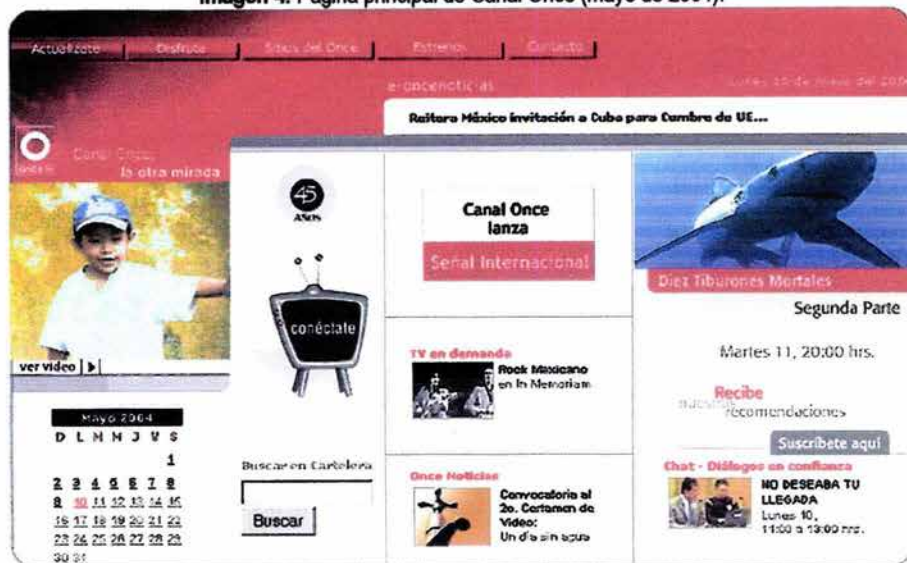 Imagen 4. Página principal de Canal Once (mayo de 2004).
Actualízate Disfruta Sitios del Once Estrenos Contacto
e-oncenoticias
Lunes 10 de mayo del 200
Reitera México invitación a Cuba para Cumbre de UE...
Canal Once,
la otra mirada
ver video
Mayo 2004
D L M M J V S
1
2 3 4 5 6 7 8
9 10 11 12 13 14 15
16 17 18 19 20 21 22
23 24 25 26 27 28 29
30 31
45
AÑOS
conéctate
Buscar en Cartelera
Buscar
Canal Once
lanza
Señal Internacional
TV en demanda
Rock Mexicano
en In Memoriam
Once Noticias
Convocatoria al
2o. Certamen de
Video:
Un día sin agua
Diez Tiburones Mortales
Segunda Parte
Martes 11, 20:00 hrs.
Recibe
nuestras
recomendaciones
Suscríbete aquí
Chat - Diálogos en confianza
NO DESEABA TU
LLEGADA
Lunes 10,
11:00 a 13:00 hrs.